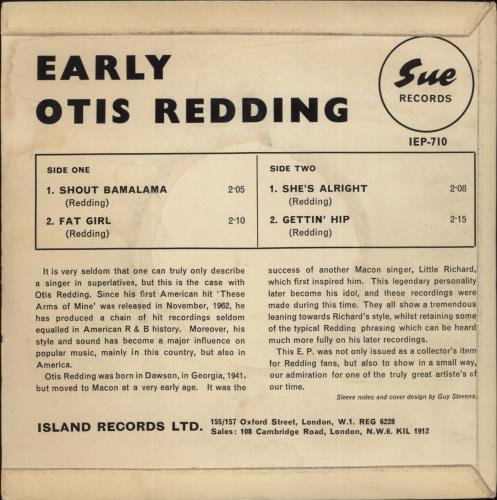 EARLY
OTIS REDDING
Sue
RECORDS
IEP-710
SIDE ONE
1. SHOUT BAMALAMA 2·05
(Redding)
2. FAT GIRL 2·10
(Redding)
SIDE TWO
1. SHE'S ALRIGHT 2·08
(Redding)
2. GETTIN' HIP 2·15
(Redding)
It is very seldom that one can truly only describe
a singer in superlatives, but this is the case with
Otis Redding. Since his first American hit 'These
Arms of Mine' was released in November, 1962, he
has produced a chain of hit recordings seldom
equalled in American R & B history. Moreover, his
style and sound has become a major influence on
popular music, mainly in this country, but also in
America.
Otis Redding was born in Dawson, in Georgia, 1941,
but moved to Macon at a very early age. It was the
success of another Macon singer, Little Richard,
which first inspired him. This legendary personality
later become his idol, and these recordings were
made during this time. They all show a tremendous
leaning towards Richard's style, whilst retaining some
of the typical Redding phrasing which can be heard
much more fully on his later recordings.
This E.P. was not only issued as a collector's item
for Redding fans, but also to show in a small way,
our admiration for one of the truly great artiste's of
our time.
Sleeve notes and cover design by Guy Stevens.
ISLAND RECORDS LTD. 155/157 Oxford Street, London, W.1. REG 6228
Sales: 108 Cambridge Road, London, N.W.6. KIL 1912